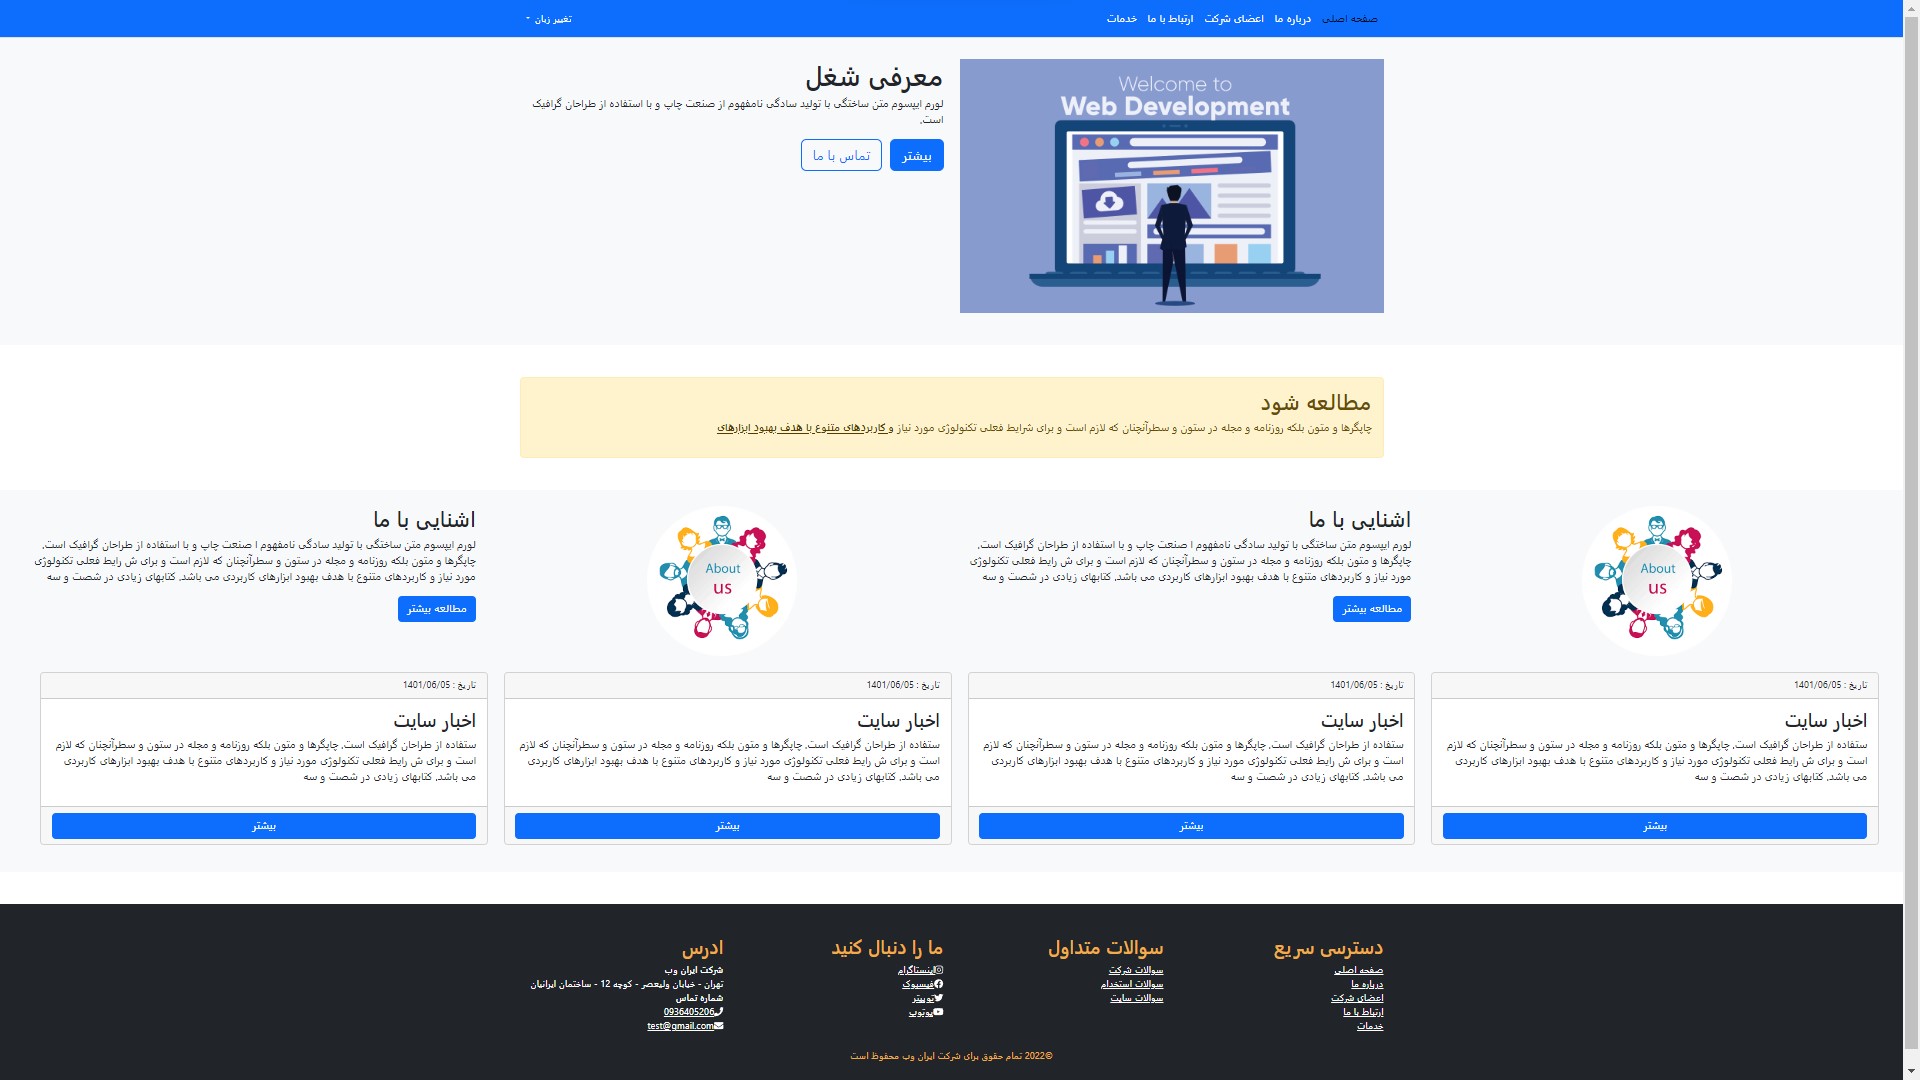 صفحه اصلی
درباره ما
اعضای شرکت
ارتباط با ما
خدمات
تغییر زبان
Welcome to
Web Development
معرفی شغل
لورم ایپسوم متن ساختگی با تولید سادگی نامفهوم از صنعت چاپ و با استفاده از طراحان گرافیک
است.
بیشتر
تماس با ما
مطالعه شود
چاپگرها و متون بلکه روزنامه و مجله در ستون و سطرآنچنان که لازم است و برای شرایط فعلی تکنولوژی مورد نیاز و کاربردهای متنوع با هدف بهبود ابزارهای
About
us
اشنایی با ما
لورم ایپسوم متن ساختگی با تولید سادگی نامفهوم ا صنعت چاپ و با استفاده از طراحان گرافیک است.
چاپگرها و متون بلکه روزنامه و مجله در ستون و سطرآنچنان که لازم است و برای ش رایط فعلی تکنولوژی
مورد نیاز و کاربردهای متنوع با هدف بهبود ابزارهای کاربردی می باشد. کتابهای زیادی در شصت و سه
مطالعه بیشتر
About
us
اشنایی با ما
لورم ایپسوم متن ساختگی با تولید سادگی نامفهوم ا صنعت چاپ و با استفاده از طراحان گرافیک است.
چاپگرها و متون بلکه روزنامه و مجله در ستون و سطرآنچنان که لازم است و برای ش رایط فعلی تکنولوژی
مورد نیاز و کاربردهای متنوع با هدف بهبود ابزارهای کاربردی می باشد. کتابهای زیادی در شصت و سه
مطالعه بیشتر
تاریخ : 1401/06/05
اخبار سایت
ستفاده از طراحان گرافیک است. چاپگرها و متون بلکه روزنامه و مجله در ستون و سطرآنچنان که لازم
است و برای ش رایط فعلی تکنولوژی مورد نیاز و کاربردهای متنوع با هدف بهبود ابزارهای کاربردی
می باشد. کتابهای زیادی در شصت و سه
بیشتر
تاریخ : 1401/06/05
اخبار سایت
ستفاده از طراحان گرافیک است. چاپگرها و متون بلکه روزنامه و مجله در ستون و سطرآنچنان که لازم
است و برای ش رایط فعلی تکنولوژی مورد نیاز و کاربردهای متنوع با هدف بهبود ابزارهای کاربردی
می باشد. کتابهای زیادی در شصت و سه
بیشتر
تاریخ : 1401/06/05
اخبار سایت
ستفاده از طراحان گرافیک است. چاپگرها و متون بلکه روزنامه و مجله در ستون و سطرآنچنان که لازم
است و برای ش رایط فعلی تکنولوژی مورد نیاز و کاربردهای متنوع با هدف بهبود ابزارهای کاربردی
می باشد. کتابهای زیادی در شصت و سه
بیشتر
تاریخ : 1401/06/05
اخبار سایت
ستفاده از طراحان گرافیک است. چاپگرها و متون بلکه روزنامه و مجله در ستون و سطرآنچنان که لازم
است و برای ش رایط فعلی تکنولوژی مورد نیاز و کاربردهای متنوع با هدف بهبود ابزارهای کاربردی
می باشد. کتابهای زیادی در شصت و سه
بیشتر
دسترسی سریع
صفحه اصلی
درباره ما
اعضای شرکت
ارتباط با ما
خدمات
سوالات متداول
سوالات شرکت
سوالات استخدام
سوالات سایت
ما را دنبال کنید
اینستاگرام
فیسبوک
توییتر
یوتوب
ادرس
شرکت ایران وب
تهران - خیابان ولیعصر - کوچه 12 - ساختمان ایرانیان
شماره تماس
0936405206
test@gmail.com
©2022 تمام حقوق برای شرکت ایران وب محفوظ است